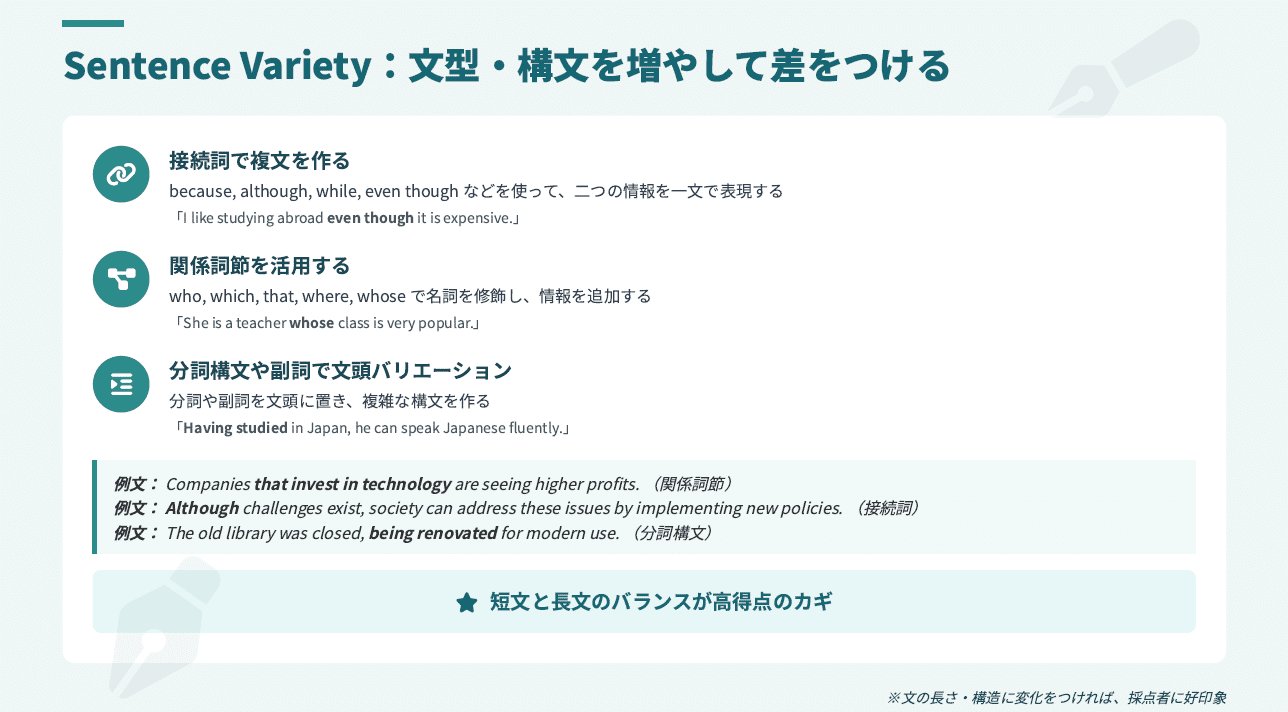 Sentence Variety：文型・構文を増やして差をつける
接続詞で複文を作る
because, although, while, even though などを使って、二つの情報を一文で表現する
「I like studying abroad even though it is expensive.」
関係詞節を活用する
who, which, that, where, whose で名詞を修飾し、情報を追加する
「She is a teacher whose class is very popular.」
分詞構文や副詞で文頭バリエーション
分詞や副詞を文頭に置き、複雑な構文を作る
「Having studied in Japan, he can speak Japanese fluently.」
例文： Companies that invest in technology are seeing higher profits. （関係詞節）
例文： Although challenges exist, society can address these issues by implementing new policies. （接続詞）
例文： The old library was closed, being renovated for modern use. （分詞構文）
短文と長文のバランスが高得点のカギ
※文の長さ・構造に変化をつければ、採点者に好印象